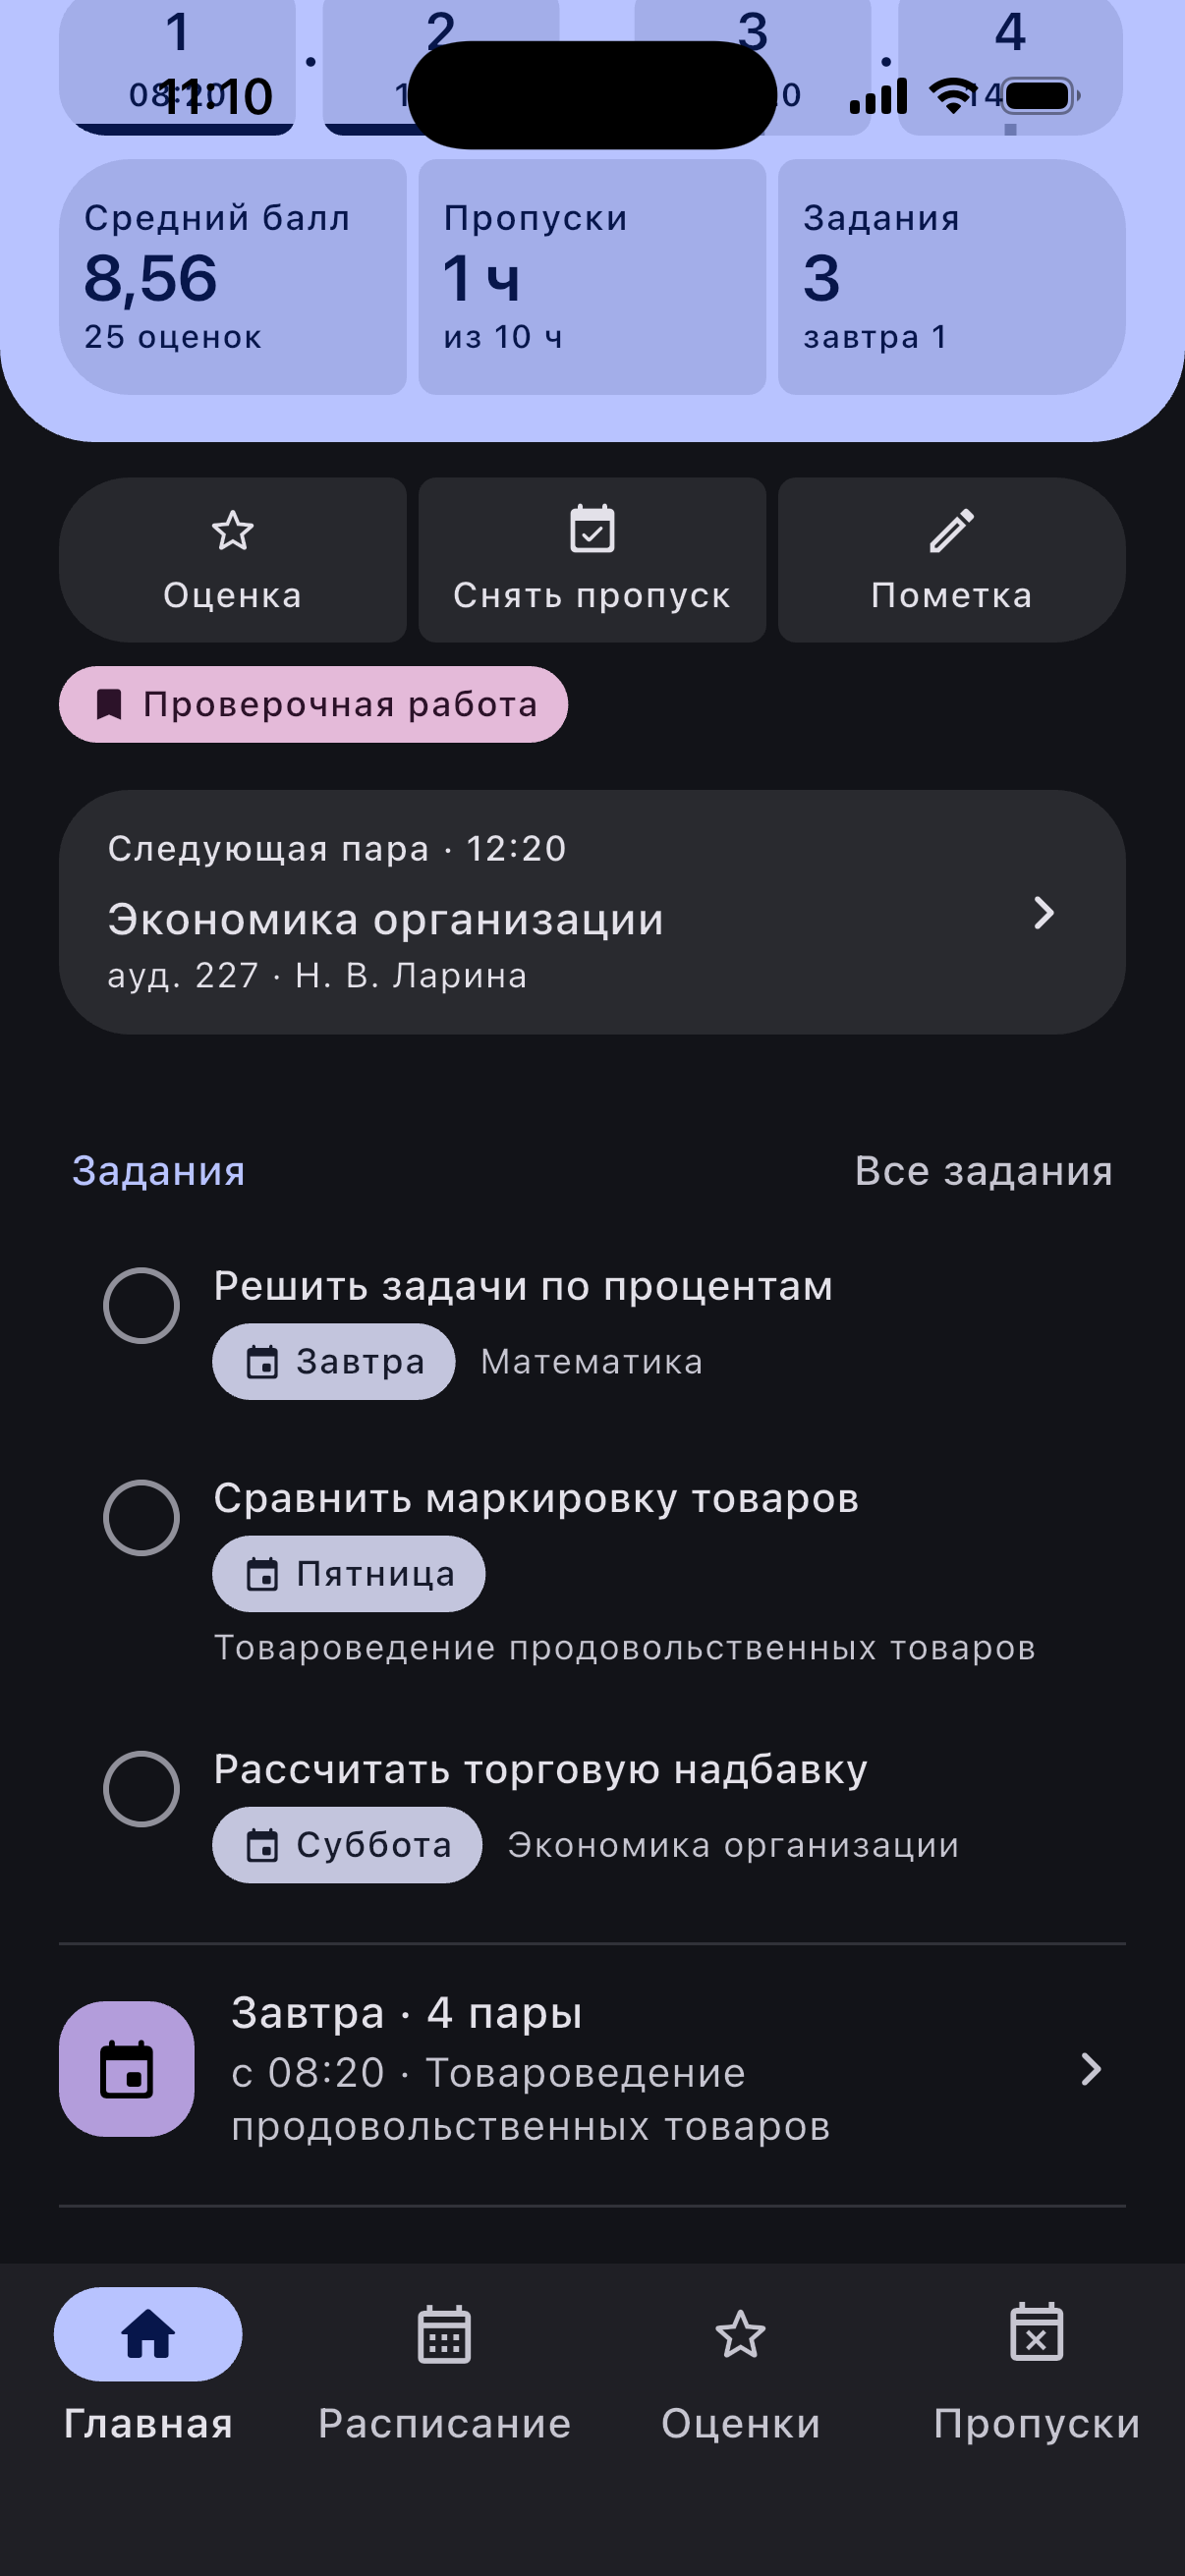 1
2
3
4
08:20
11:10
Средний балл
8,56
25 оценок
Пропуски
1 ч
из 10 ч
Задания
3
завтра 1
Оценка
Снять пропуск
Пометка
Проверочная работа
Следующая пара · 12:20
Экономика организации
ауд. 227 · Н. В. Ларина
Задания
Все задания
Решить задачи по процентам
Завтра
Математика
Сравнить маркировку товаров
Пятница
Товароведение продовольственных товаров
Рассчитать торговую надбавку
Суббота
Экономика организации
Завтра · 4 пары
с 08:20 · Товароведение
продовольственных товаров
Главная
Расписание
Оценки
Пропуски